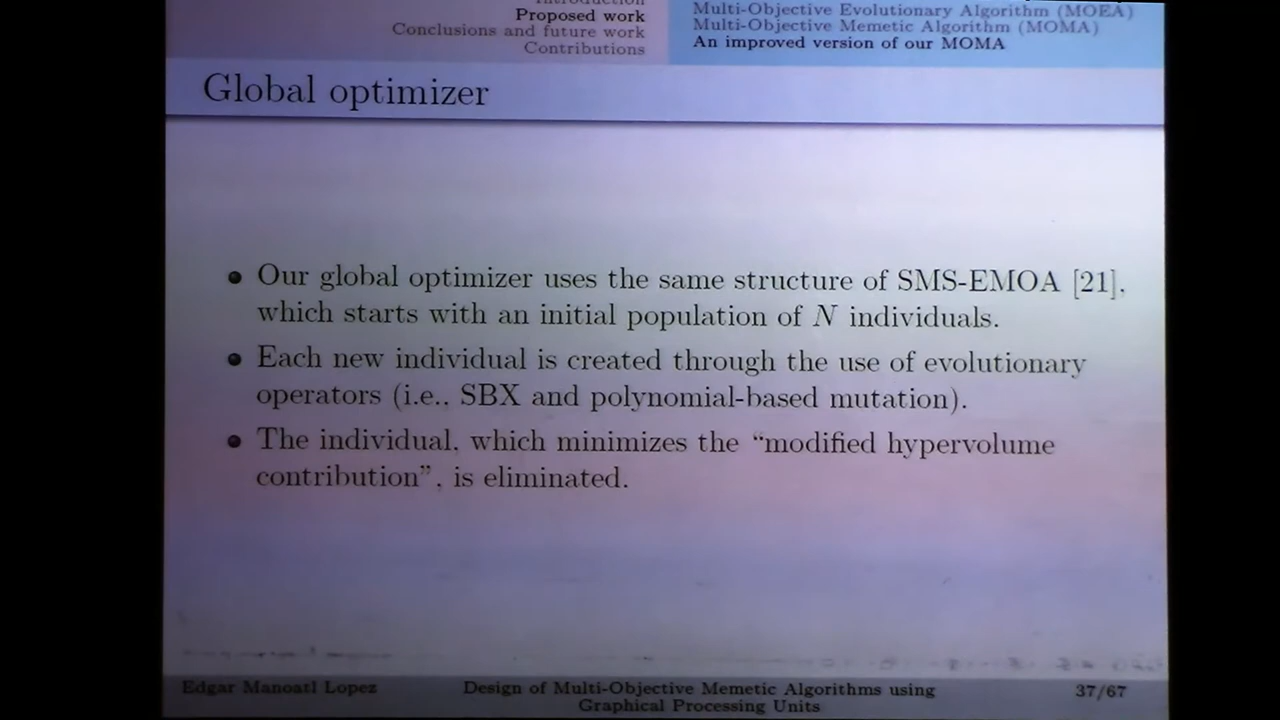 Introduction
Proposed work
Conclusions and future work
Contributions
Multi-Objective Evolutionary Algorithm (MOEA)
Multi-Objective Memetic Algorithm (MOMA)
An improved version of our MOMA
Global optimizer
Our global optimizer uses the same structure of SMS-EMOA [21],
which starts with an initial population of N individuals.
Each new individual is created through the use of evolutionary
operators (i.e., SBX and polynomial-based mutation).
The individual, which minimizes the “modified hypervolume
contribution”, is eliminated.
Edgar Manoatl Lopez
Design of Multi-Objective Memetic Algorithms using
Graphical Processing Units
37/67